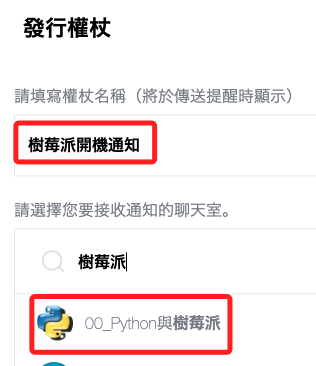 發行權杖
請填寫權杖名稱（將於傳送提醒時顯示）
樹莓派開機通知
請選擇您要接收通知的聊天室。
樹莓派
00_Python與樹莓派